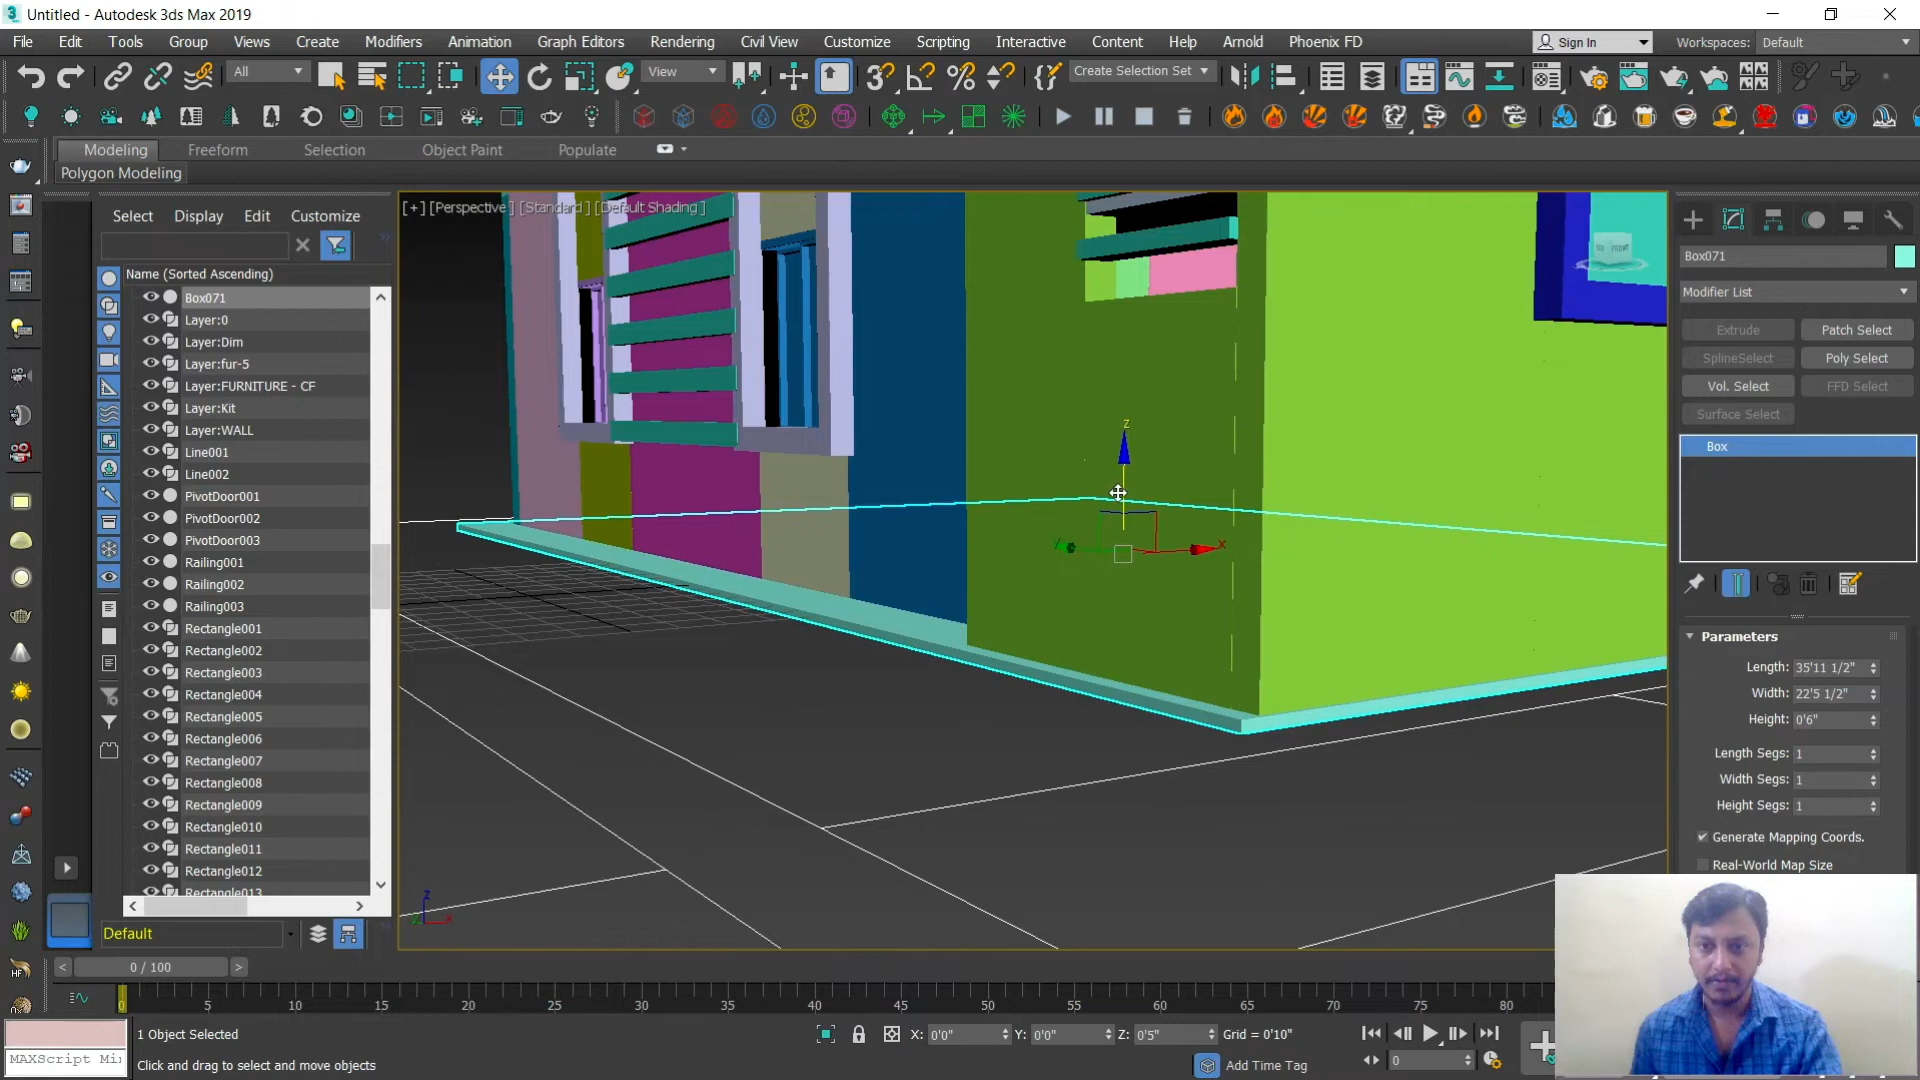 Untitled - Autodesk 3ds Max 2019
File Edit Tools Group Views Create Modifiers Animation Graph Editors Rendering Civil View Customize Scripting Interactive Content Help Arnold Phoenix FD Sign In Workspaces: Default
All View Create Selection Set
Modeling Freeform Selection Object Paint Populate
Polygon Modeling
Select Display Edit Customize
Name (Sorted Ascending)
Box071
Layer:0
Layer:Dim
Layer:fur-5
Layer:FURNITURE - CF
Layer:Kit
Layer:WALL
Line001
Line002
PivotDoor001
PivotDoor002
PivotDoor003
Railing001
Railing002
Railing003
Rectangle001
Rectangle002
Rectangle003
Rectangle004
Rectangle005
Rectangle006
Rectangle007
Rectangle008
Rectangle009
Rectangle010
Rectangle011
Rectangle012
Rectangle013
Default
[+] [Perspective] [Standard] [Default Shading]
z
x
FRONT
Box071
Modifier List
Extrude Patch Select
SplineSelect Poly Select
Vol. Select FFD Select
Surface Select
Box
Parameters
Length: 35'11 1/2"
Width: 22'5 1/2"
Height: 0'6"
Length Segs: 1
Width Segs: 1
Height Segs: 1
Generate Mapping Coords.
Real-World Map Size
< 0 / 100 >
0 5 10 15 20 25 30 35 40 45 50 55 60 65 70 75 80
1 Object Selected X: 0'0" Y: 0'0" Z: 0'5" Grid = 0'10"
MAXScript Mi Click and drag to select and move objects Add Time Tag 0